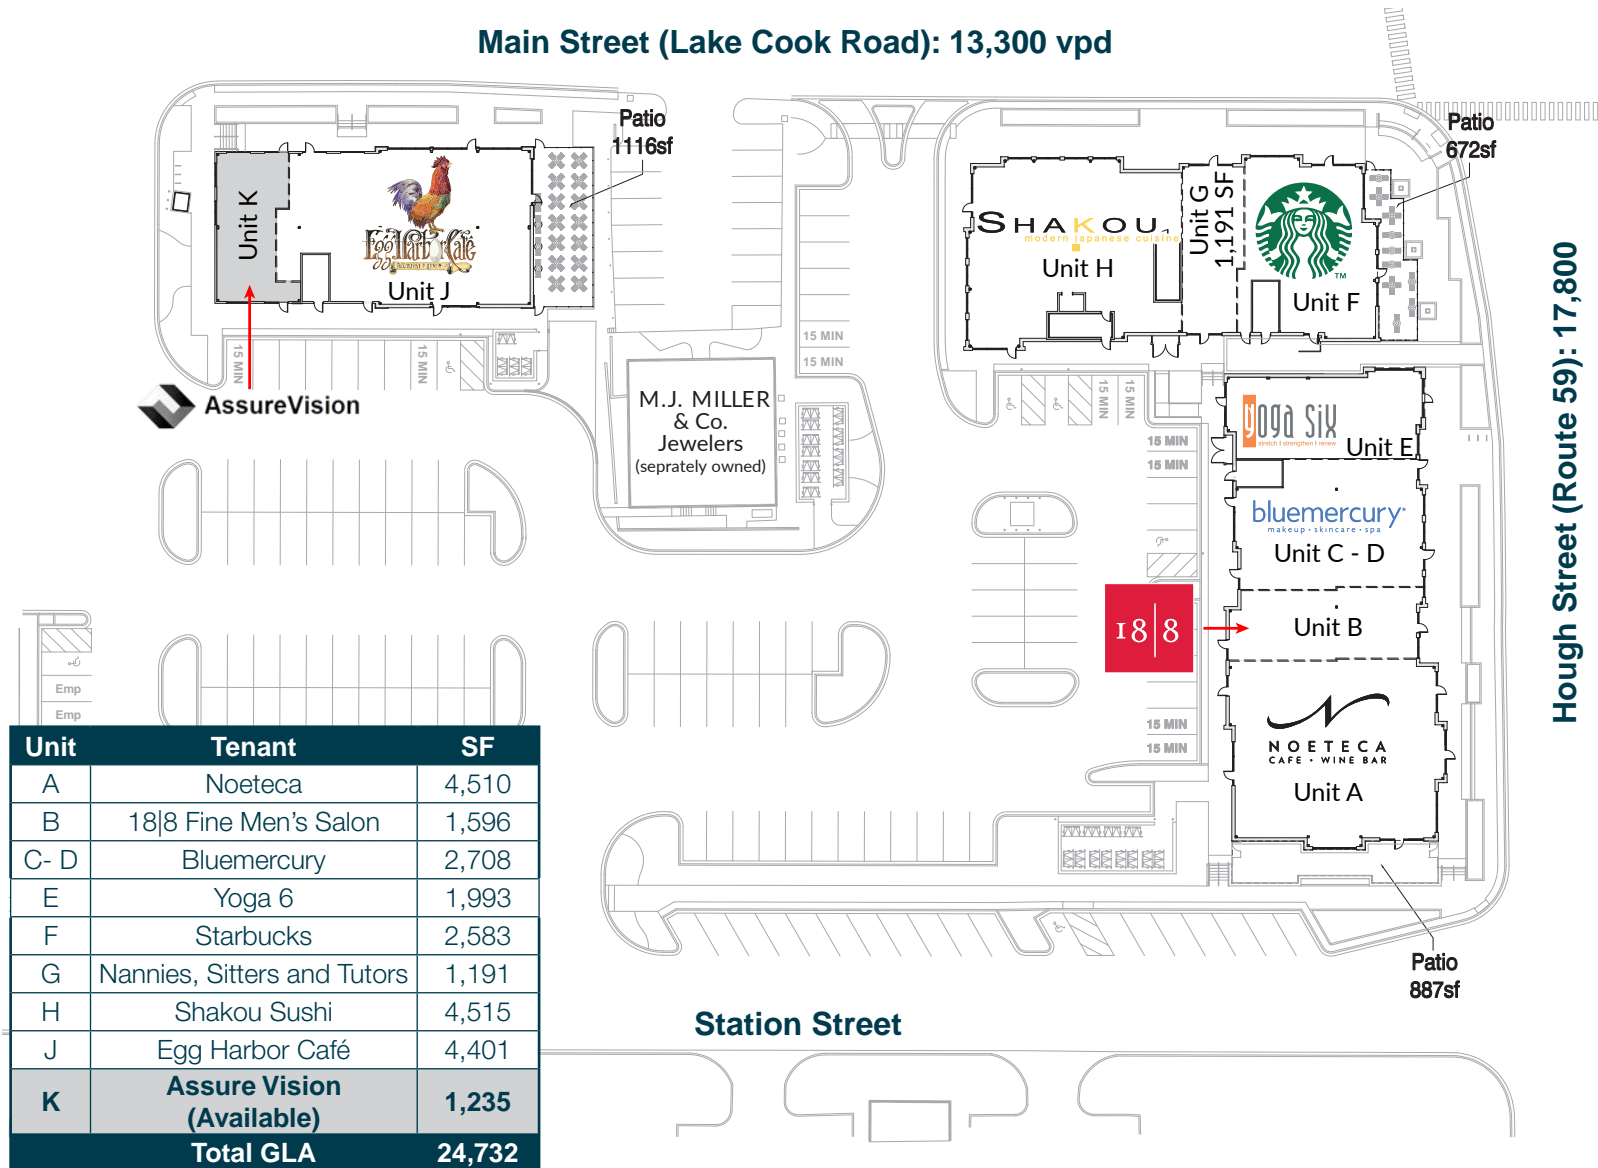 Main Street (Lake Cook Road): 13,300 vpd
Patio
1116sf
Patio
672sf
Unit K
Egg Harbor Café
Unit J
SHAKOU
modern japanese cuisine
Unit H
Unit G
1,191 SF
TM
Unit F
15 MIN
15 MIN
15 MIN
15 MIN
AssureVision
M.J. MILLER
& Co.
Jewelers
(seprately owned)
15 MIN
15 MIN
15 MIN
15 MIN
yoga six
stretch | strengthen | renew
Unit E
bluemercury
makeup • skincare • spa
Unit C - D
18|8
Unit B
Hough Street (Route 59): 17,800
Emp
Emp
15 MIN
15 MIN
NOETECA
CAFE • WINE BAR
Unit A
Unit Tenant SF
A Noeteca 4,510
B 18|8 Fine Men's Salon 1,596
C- D Bluemercury 2,708
E Yoga 6 1,993
F Starbucks 2,583
G Nannies, Sitters and Tutors 1,191
H Shakou Sushi 4,515
J Egg Harbor Café 4,401
K Assure Vision
(Available) 1,235
Total GLA 24,732
Patio
887sf
Station Street